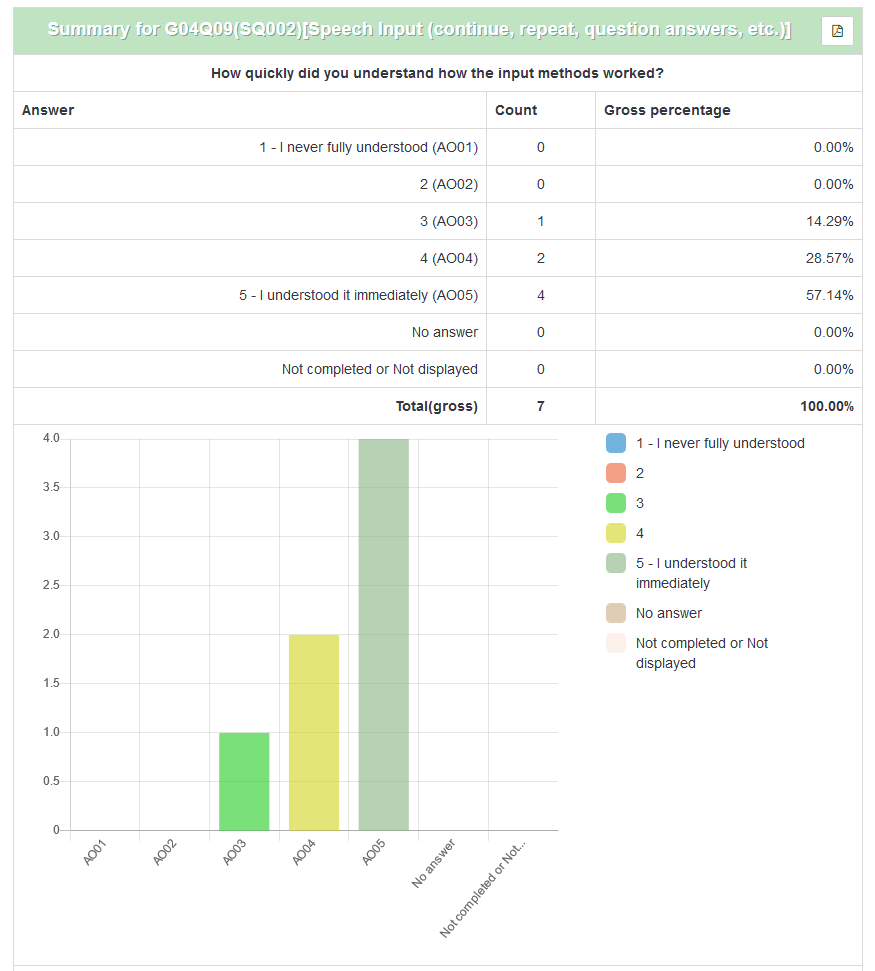 Summary for G04Q09(SQ002)[Speech Input (continue, repeat, question answers, etc.)]
How quickly did you understand how the input methods worked?
Answer Count Gross percentage
1 - I never fully understood (AO01) 0 0.00%
2 (AO02) 0 0.00%
3 (AO03) 1 14.29%
4 (AO04) 2 28.57%
5 - I understood it immediately (AO05) 4 57.14%
No answer 0 0.00%
Not completed or Not displayed 0 0.00%
Total(gross) 7 100.00%
4.0
3.5
3.0
2.5
2.0
1.5
1.0
0.5
0
AO01
AO02
AO03
AO04
AO05
No answer
Not completed or Not...
1 - I never fully understood
2
3
4
5 - I understood it
immediately
No answer
Not completed or Not
displayed